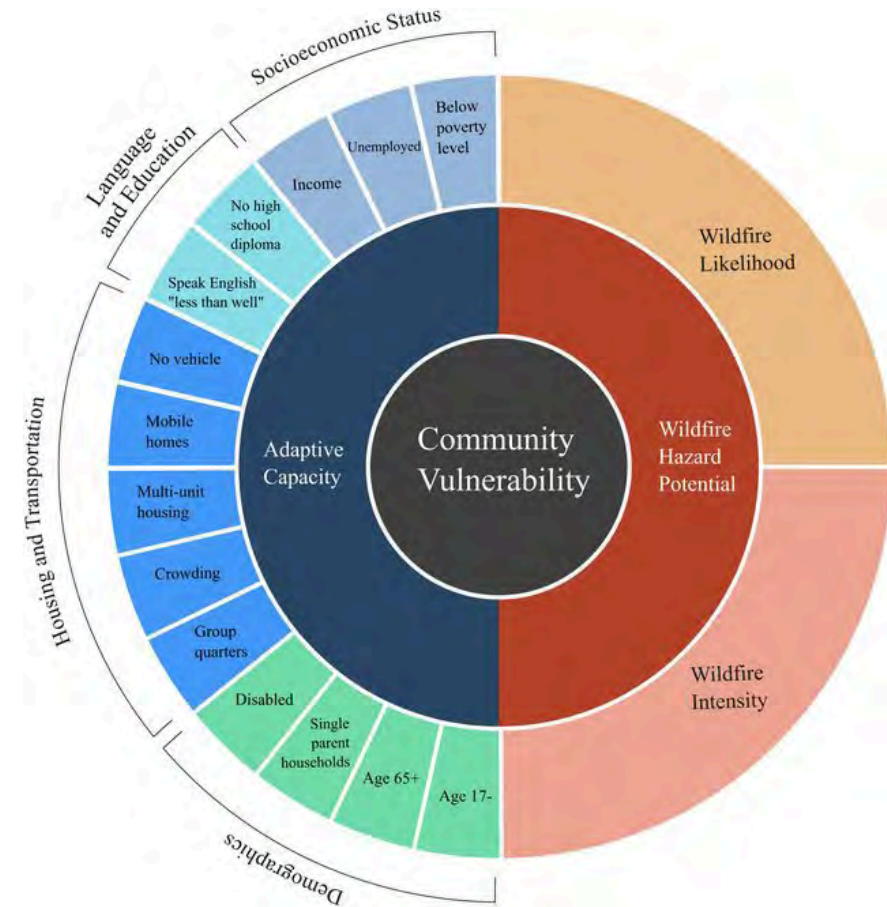 Socioeconomic Status
Below
poverty
level
Unemployed
Income
Language
and Education
No high
school
diploma
Speak English
"less than well"
Housing and Transportation
No vehicle
Mobile
homes
Multi-unit
housing
Crowding
Group
quarters
Demographics
Disabled
Single
parent
households
Age 65+
Age 17-
Adaptive
Capacity
Community
Vulnerability
Wildfire
Hazard
Potential
Wildfire
Likelihood
Wildfire
Intensity